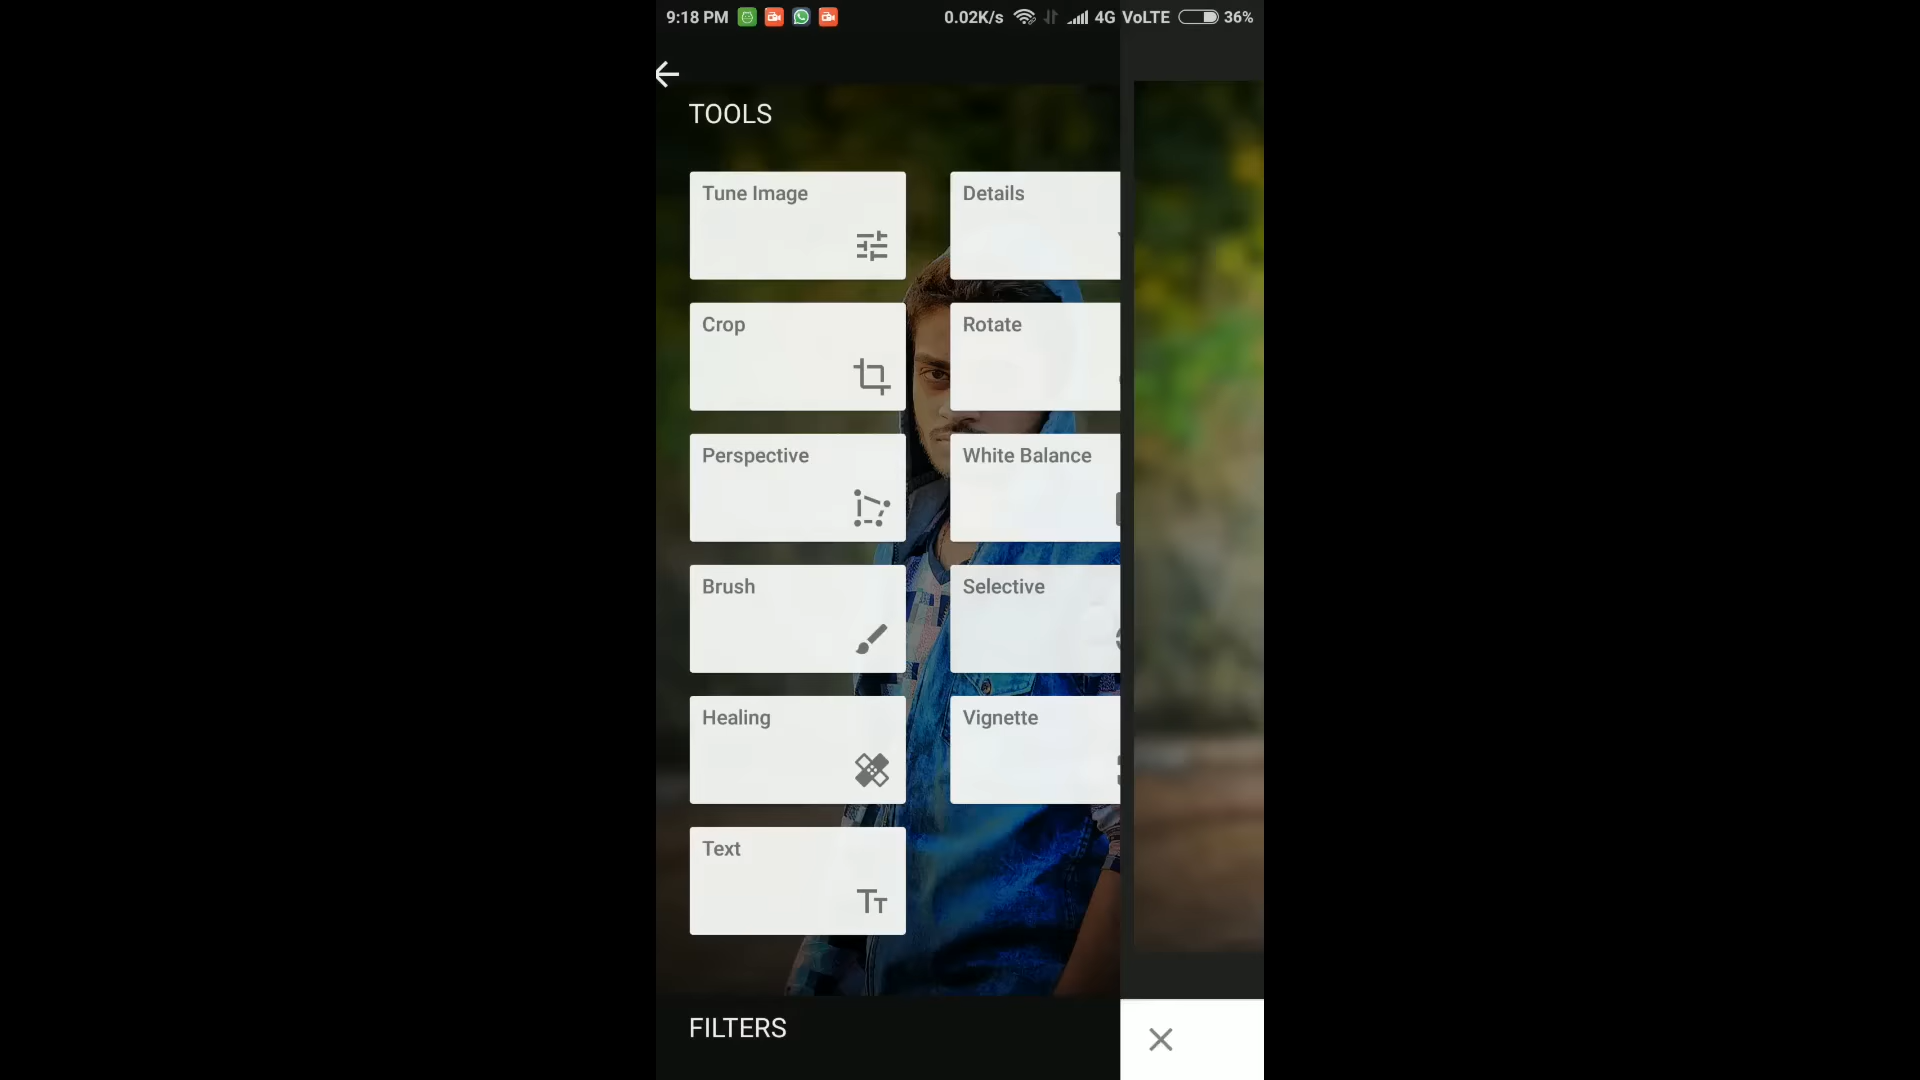 9:18 PM 0.02K/s 4G VoLTE 36%
TOOLS
Tune Image
Details
Crop
Rotate
Perspective
White Balance
Brush
Selective
Healing
Vignette
Text
FILTERS